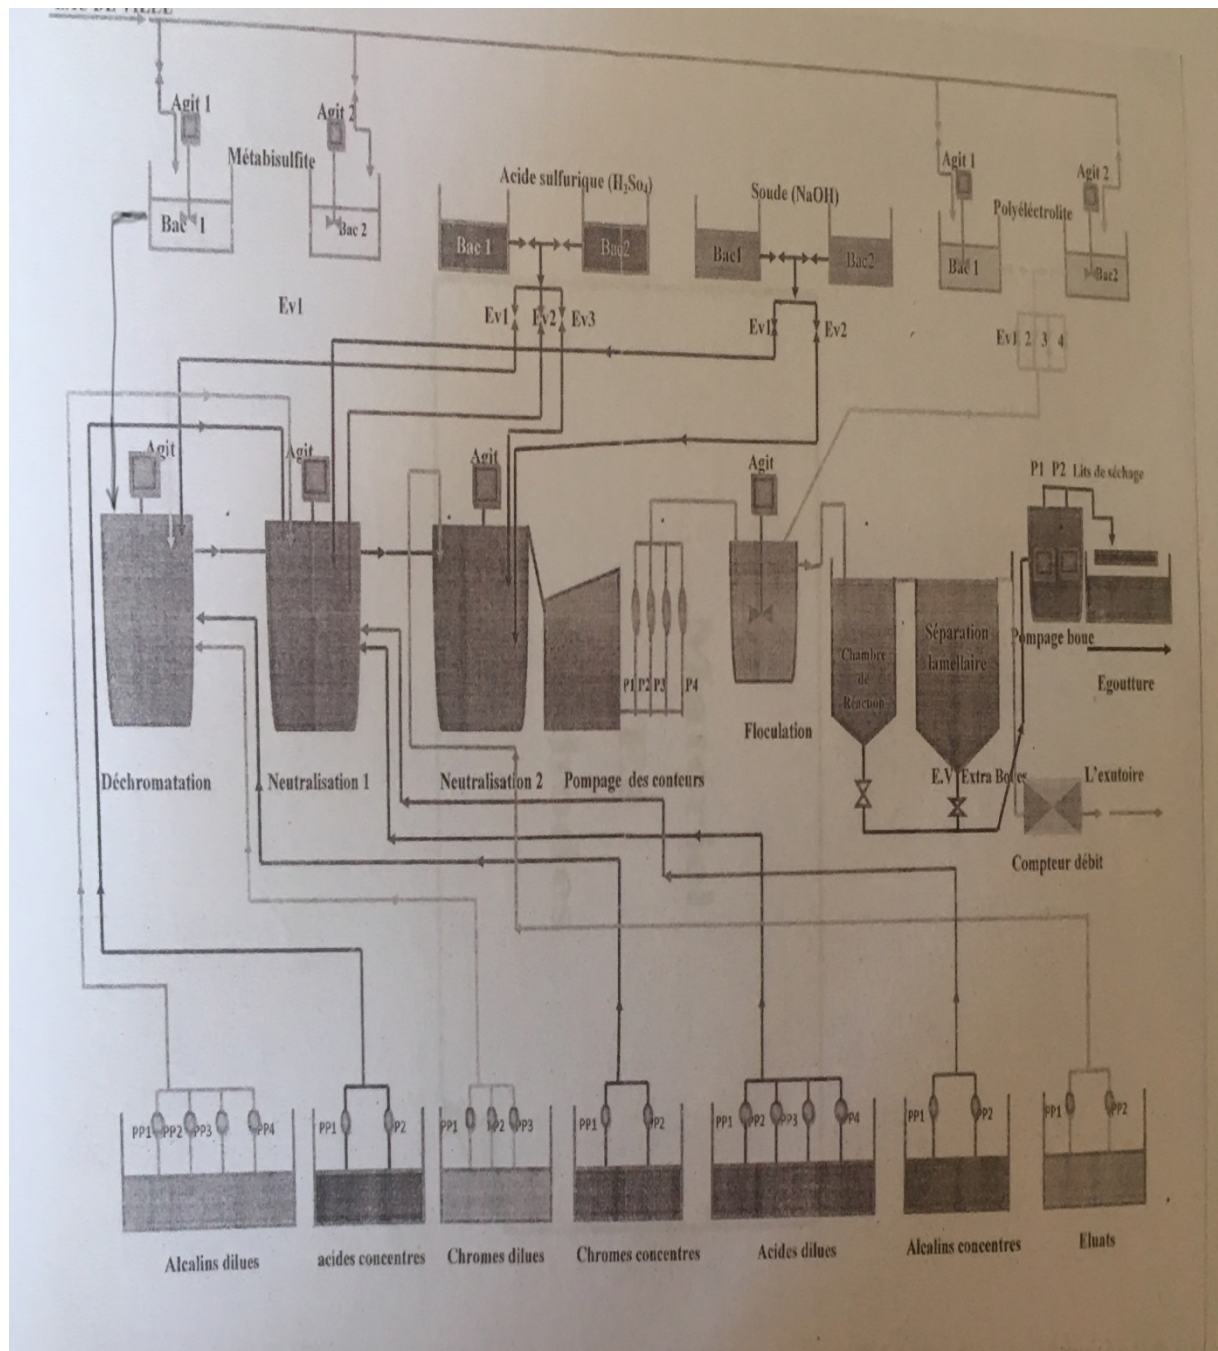 EAU DE VILLE
Agit 1
Agit 2
Métabisulfite
Bac 1
Bac 2
Acide sulfurique (H₂So₄)
Bac 1
Bac2
Soude (NaOH)
Bac1
Bac2
Agit 1
Agit 2
Polyéléctrolite
Bac 1
Bac2
Ev1
Ev1 Ev2 Ev3
Ev1 Ev2
Ev1 2 3 4
Agit
Agit
Agit
Agit
P1 P2 Lits de séchage
P1 P2 P3 P4
Chambre
de
Réaction
Séparation
lamellaire
Pompage boue
Egoutture
Floculation
Déchromatation
Neutralisation 1
Neutralisation 2
Pompage des conteurs
E.V Extra Boues
L'exutoire
Compteur débit
PP1 PP2 PP3 PP4
PP1 P2
PP1 P2 PP3
PP1 P2
PP1 PP2 PP3 P4
PP1 P2
PP1 PP2
Alcalins dilues
acides concentres
Chromes dilues
Chromes concentres
Acides dilues
Alcalins concentres
Eluats